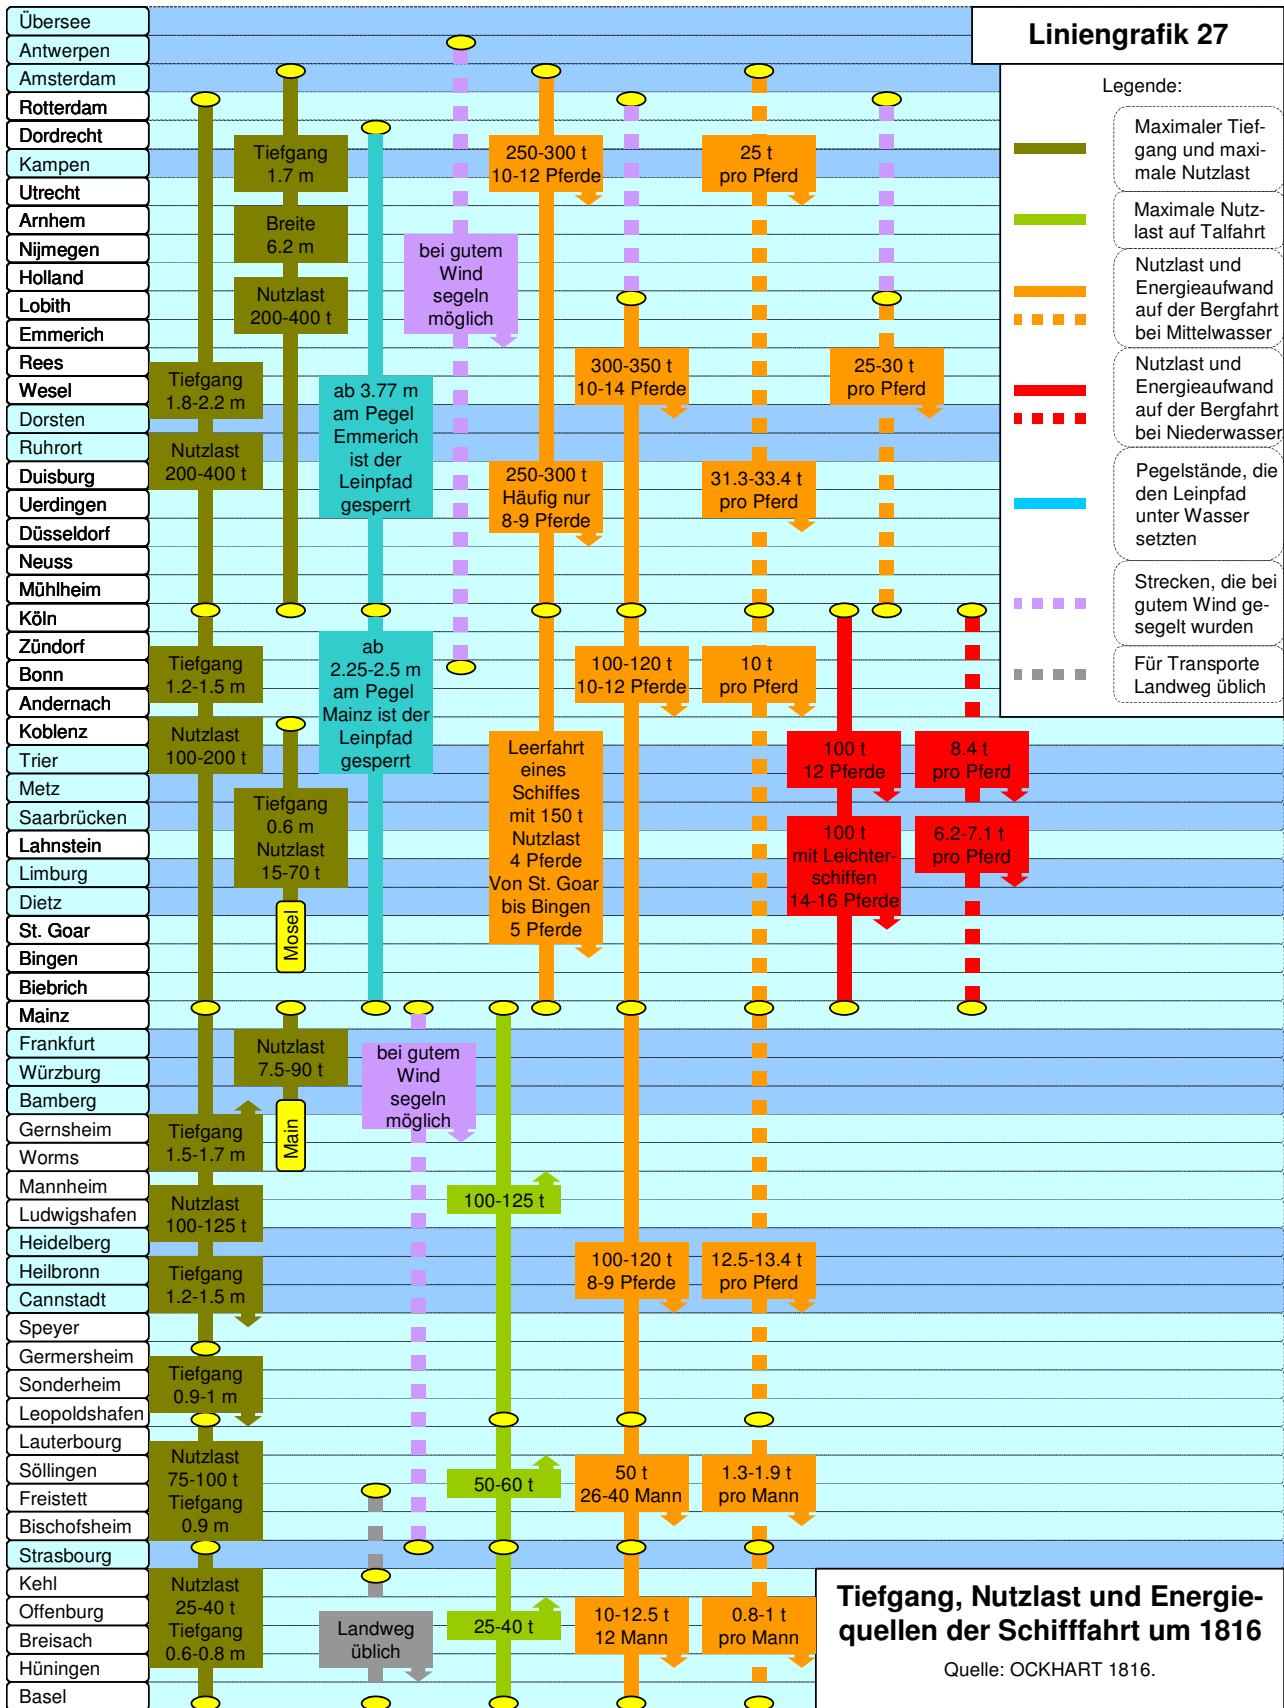 Übersee
Antwerpen
Amsterdam
Rotterdam
Dordrecht
Kampen
Utrecht
Arnhem
Nijmegen
Holland
Lobith
Emmerich
Rees
Wesel
Dorsten
Ruhrort
Duisburg
Uerdingen
Düsseldorf
Neuss
Mühlheim
Köln
Zündorf
Bonn
Andernach
Koblenz
Trier
Metz
Saarbrücken
Lahnstein
Limburg
Dietz
St. Goar
Bingen
Biebrich
Mainz
Frankfurt
Würzburg
Bamberg
Gernsheim
Worms
Mannheim
Ludwigshafen
Heidelberg
Heilbronn
Cannstadt
Speyer
Germersheim
Sonderheim
Leopoldshafen
Lauterbourg
Söllingen
Freistett
Bischofsheim
Strasbourg
Kehl
Offenburg
Breisach
Hüningen
Basel
Tiefgang
1.8-2.2 m
Nutzlast
200-400 t
Tiefgang
1.2-1.5 m
Nutzlast
100-200 t
Tiefgang
1.5-1.7 m
Nutzlast
100-125 t
Tiefgang
1.2-1.5 m
Tiefgang
0.9-1 m
Nutzlast
75-100 t
Tiefgang
0.9 m
Nutzlast
25-40 t
Tiefgang
0.6-0.8 m
Tiefgang
1.7 m
Breite
6.2 m
Nutzlast
200-400 t
Tiefgang
0.6 m
Nutzlast
15-70 t
Mosel
Nutzlast
7.5-90 t
Main
ab 3.77 m
am Pegel
Emmerich
ist der
Leinpfad
gesperrt
ab
2.25-2.5 m
am Pegel
Mainz ist der
Leinpfad
gesperrt
Landweg
üblich
bei gutem
Wind
segeln
möglich
bei gutem
Wind
segeln
möglich
100-125 t
50-60 t
25-40 t
250-300 t
10-12 Pferde
250-300 t
Häufig nur
8-9 Pferde
Leerfahrt
eines
Schiffes
mit 150 t
Nutzlast
4 Pferde
Von St. Goar
bis Bingen
5 Pferde
300-350 t
10-14 Pferde
100-120 t
10-12 Pferde
100-120 t
8-9 Pferde
50 t
26-40 Mann
10-12.5 t
12 Mann
25 t
pro Pferd
31.3-33.4 t
pro Pferd
10 t
pro Pferd
12.5-13.4 t
pro Pferd
1.3-1.9 t
pro Mann
0.8-1 t
pro Mann
25-30 t
pro Pferd
100 t
12 Pferde
100 t
mit Leichter-
schiffen
14-16 Pferde
8.4 t
pro Pferd
6.2-7.1 t
pro Pferd
Liniengrafik 27
Legende:
Maximaler Tief-
gang und maxi-
male Nutzlast
Maximale Nutz-
last auf Talfahrt
Nutzlast und
Energieaufwand
auf der Bergfahrt
bei Mittelwasser
Nutzlast und
Energieaufwand
auf der Bergfahrt
bei Niederwasser
Pegelstände, die
den Leinpfad
unter Wasser
setzten
Strecken, die bei
gutem Wind ge-
segelt wurden
Für Transporte
Landweg üblich
Tiefgang, Nutzlast und Energie-
quellen der Schifffahrt um 1816
Quelle: OCKHART 1816.